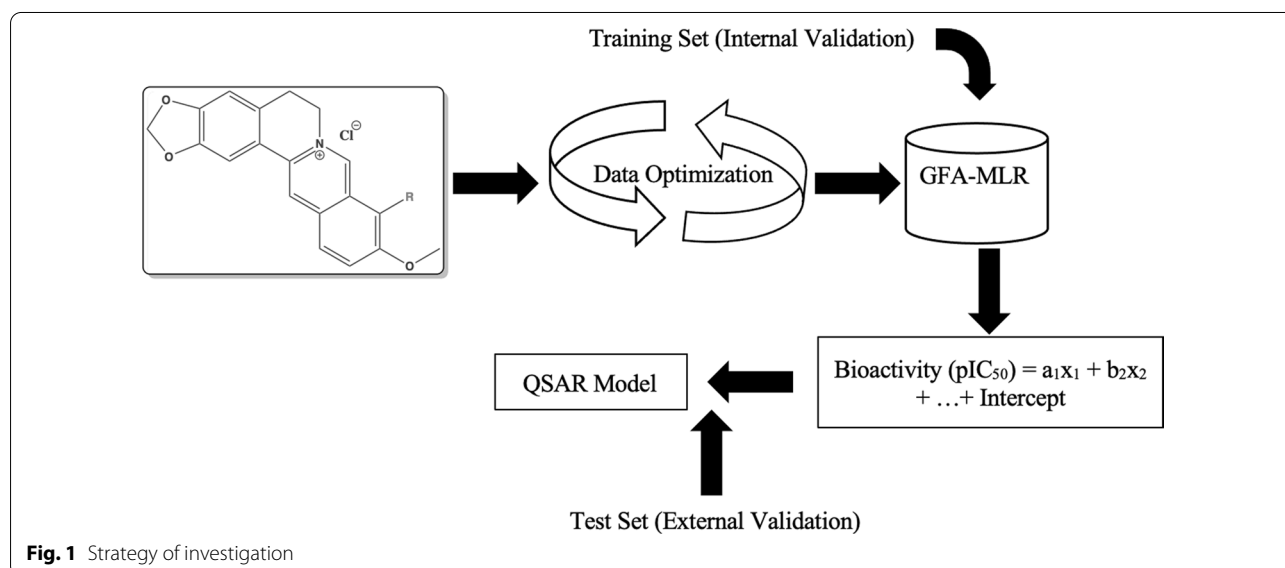 Training Set (Internal Validation)
O
O
N
⊕
Cl⊖
R
O
Data Optimization
GFA-MLR
Bioactivity (pIC₅₀) = a₁x₁ + b₂x₂
+ …+ Intercept
QSAR Model
Test Set (External Validation)
Fig. 1 Strategy of investigation